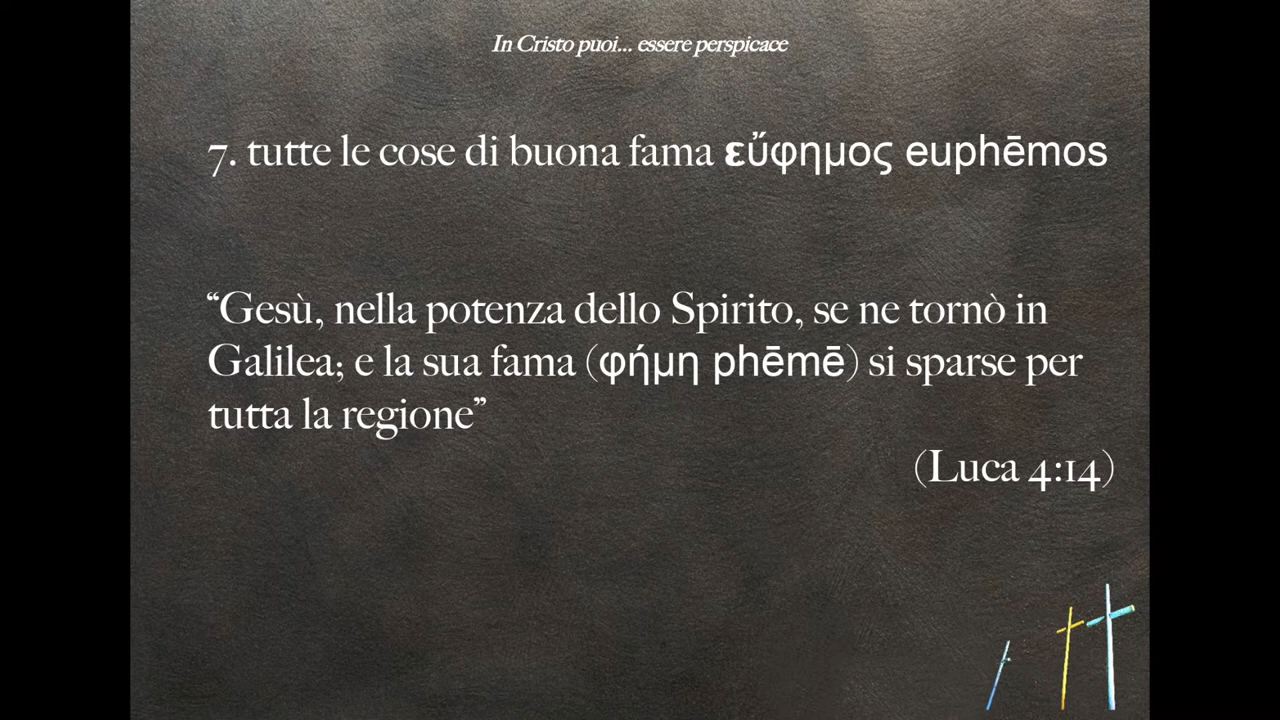 In Cristo puoi... essere perspicace
7. tutte le cose di buona fama εὔφημος euphēmos
“Gesù, nella potenza dello Spirito, se ne tornò in
Galilea; e la sua fama (φήμη phēmē) si sparse per
tutta la regione”
(Luca 4:14)